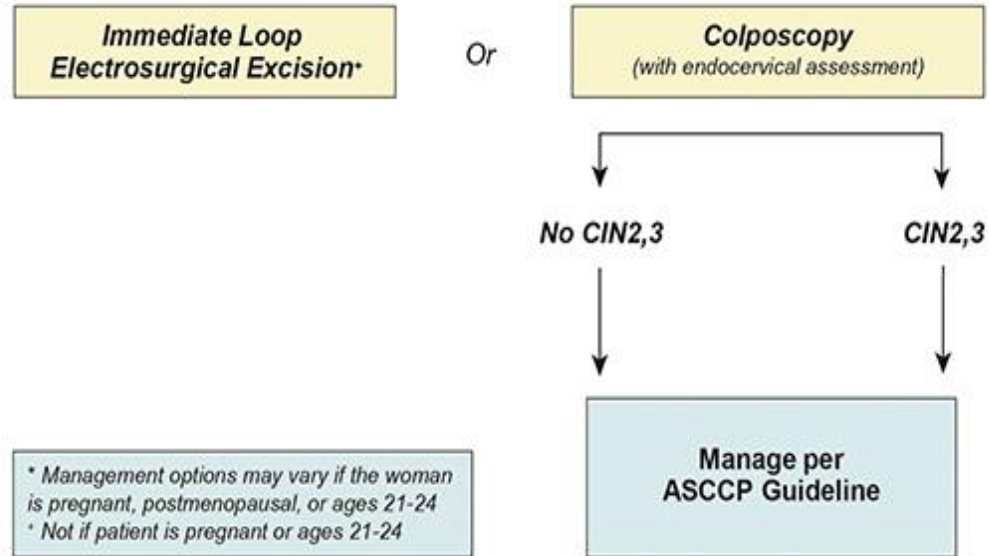 Immediate Loop
Electrosurgical Excision⁺
Or
Colposcopy
(with endocervical assessment)
No CIN2,3
CIN2,3
Manage per
ASCCP Guideline
* Management options may vary if the woman
is pregnant, postmenopausal, or ages 21-24
⁺ Not if patient is pregnant or ages 21-24